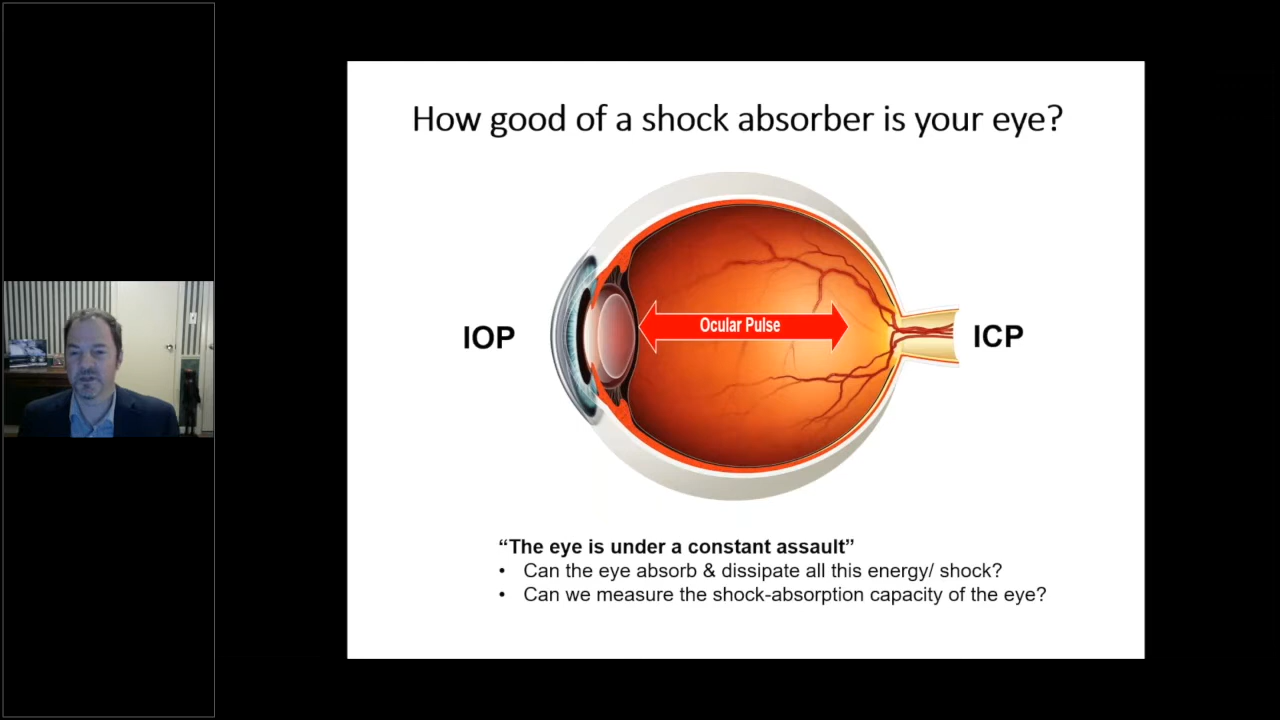 How good of a shock absorber is your eye?
IOP
Ocular Pulse
ICP
“The eye is under a constant assault”
• Can the eye absorb & dissipate all this energy/ shock?
• Can we measure the shock-absorption capacity of the eye?